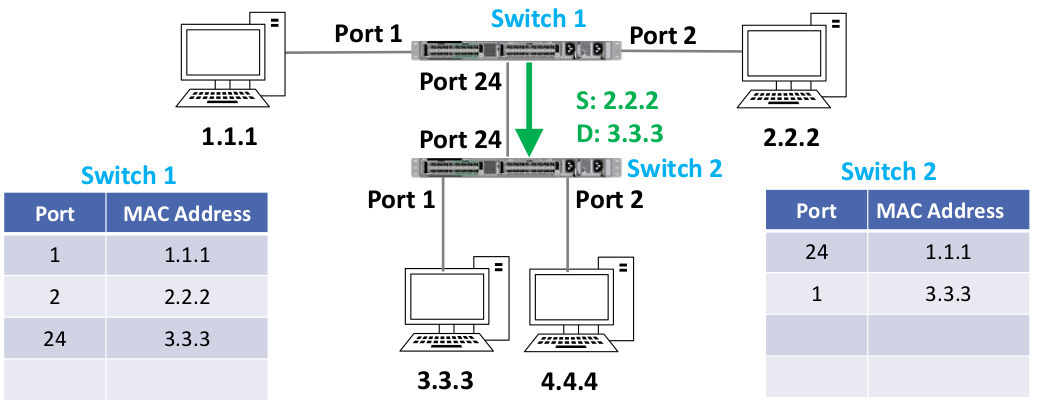 Switch 1
Port 1
Port 2
Port 24
S: 2.2.2
D: 3.3.3
1.1.1
2.2.2
Port 24
Switch 2
Port 1
Port 2
3.3.3
4.4.4
Switch 1
Port MAC Address
1 1.1.1
2 2.2.2
24 3.3.3
Switch 2
Port MAC Address
24 1.1.1
1 3.3.3